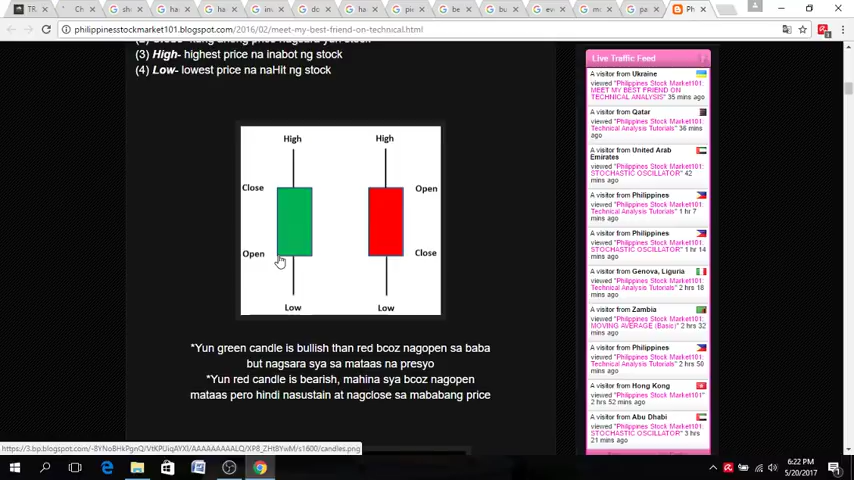 philippinesstockmarket101.blogspot.com/2016/02/meet-my-best-friend-on-technical.html
(3) High- highest price na inabot ng stock
(4) Low- lowest price na naHit ng stock
High
High
Close
Open
Open
Close
Low
Low
*Yun green candle is bullish than red bcoz nagopen sa baba
but nagsara sya sa mataas na presyo
*Yun red candle is bearish, mahina sya bcoz nagopen
mataas pero hindi nasustain at nagclose sa mababang price
Live Traffic Feed
A visitor from Ukraine
viewed "Philippines Stock Market101:
MEET MY BEST FRIEND ON
TECHNICAL ANALYSIS" 35 mins ago
A visitor from Qatar
viewed "Philippines Stock Market101:
Technical Analysis Tutorials" 36 mins
ago
A visitor from United Arab
Emirates
viewed "Philippines Stock Market101:
STOCHASTIC OSCILLATOR" 42
mins ago
A visitor from Philippines
viewed "Philippines Stock Market101:
Technical Analysis Tutorials" 1 hr 7
mins ago
A visitor from Philippines
viewed "Philippines Stock Market101:
STOCHASTIC OSCILLATOR" 1 hr 14
mins ago
A visitor from Genova, Liguria
viewed "Philippines Stock Market101:
Technical Analysis Tutorials" 2 hrs 18
mins ago
A visitor from Zambia
viewed "Philippines Stock Market101:
MOVING AVERAGE (Basic)" 2 hrs 32
mins ago
A visitor from Philippines
viewed "Philippines Stock Market101:
Technical Analysis Tutorials" 2 hrs 50
mins ago
A visitor from Hong Kong
viewed "Philippines Stock Market101"
2 hrs 52 mins ago
A visitor from Abu Dhabi
viewed "Philippines Stock Market101:
STOCHASTIC OSCILLATOR" 3 hrs
21 mins ago
6:22 PM
5/20/2017